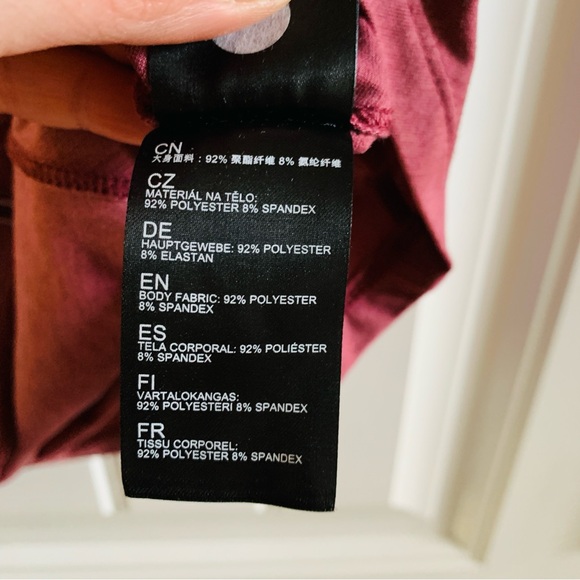 CN
大身面料：92% 聚酯纤维 8% 氨纶纤维
CZ
MATERIÁL NA TĚLO:
92% POLYESTER 8% SPANDEX
DE
HAUPTGEWEBE: 92% POLYESTER
8% ELASTAN
EN
BODY FABRIC: 92% POLYESTER
8% SPANDEX
ES
TELA CORPORAL: 92% POLIÉSTER
8% SPANDEX
FI
VARTALOKANGAS:
92% POLYESTERI 8% SPANDEX
FR
TISSU CORPOREL:
92% POLYESTER 8% SPANDEX